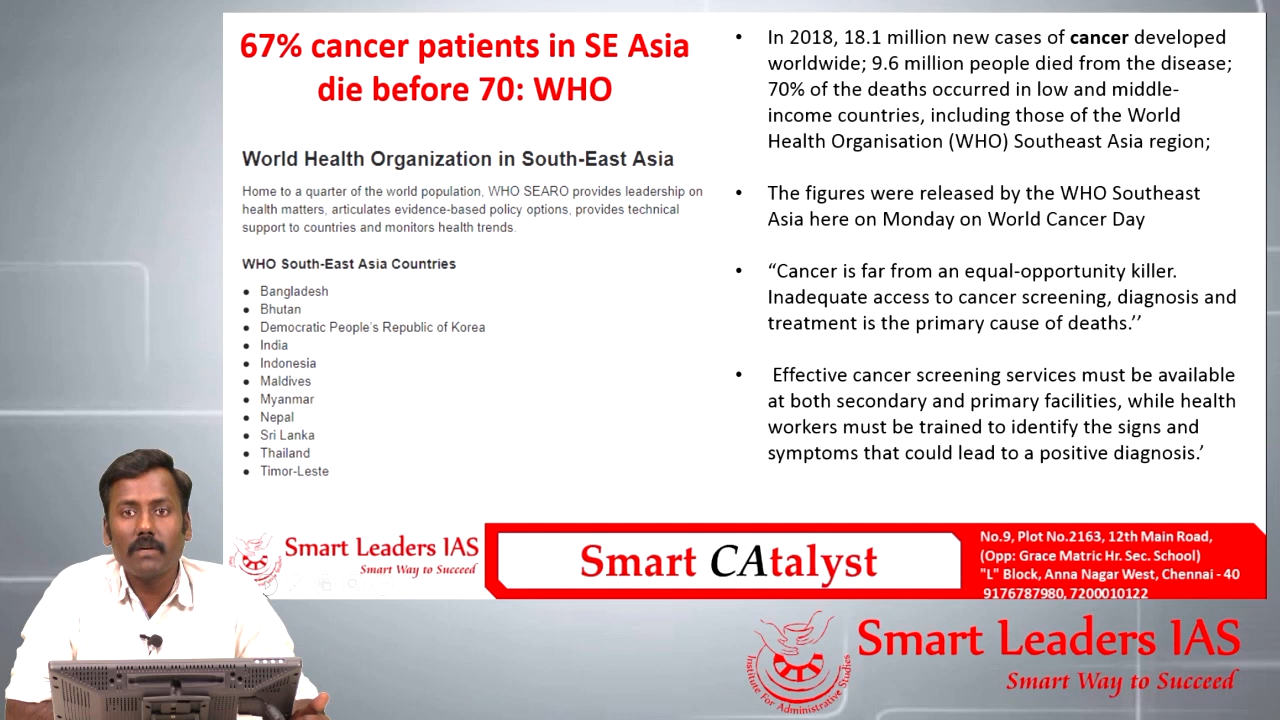 67% cancer patients in SE Asia
die before 70: WHO
World Health Organization in South-East Asia
Home to a quarter of the world population, WHO SEARO provides leadership on
health matters, articulates evidence-based policy options, provides technical
support to countries and monitors health trends.
WHO South-East Asia Countries
● Bangladesh
● Bhutan
● Democratic People's Republic of Korea
● India
● Indonesia
● Maldives
● Myanmar
● Nepal
● Sri Lanka
● Thailand
● Timor-Leste
• In 2018, 18.1 million new cases of cancer developed
worldwide; 9.6 million people died from the disease;
70% of the deaths occurred in low and middle-
income countries, including those of the World
Health Organisation (WHO) Southeast Asia region;
• The figures were released by the WHO Southeast
Asia here on Monday on World Cancer Day
• “Cancer is far from an equal-opportunity killer.
Inadequate access to cancer screening, diagnosis and
treatment is the primary cause of deaths.’’
• Effective cancer screening services must be available
at both secondary and primary facilities, while health
workers must be trained to identify the signs and
symptoms that could lead to a positive diagnosis.’
Smart Leaders IAS
Smart Way to Succeed
Smart CAtalyst
No.9, Plot No.2163, 12th Main Road,
(Opp: Grace Matric Hr. Sec. School)
"L" Block, Anna Nagar West, Chennai - 40
9176787980, 7200010122
Institute For Administrative Studies
Smart Leaders IAS
Smart Way to Succeed